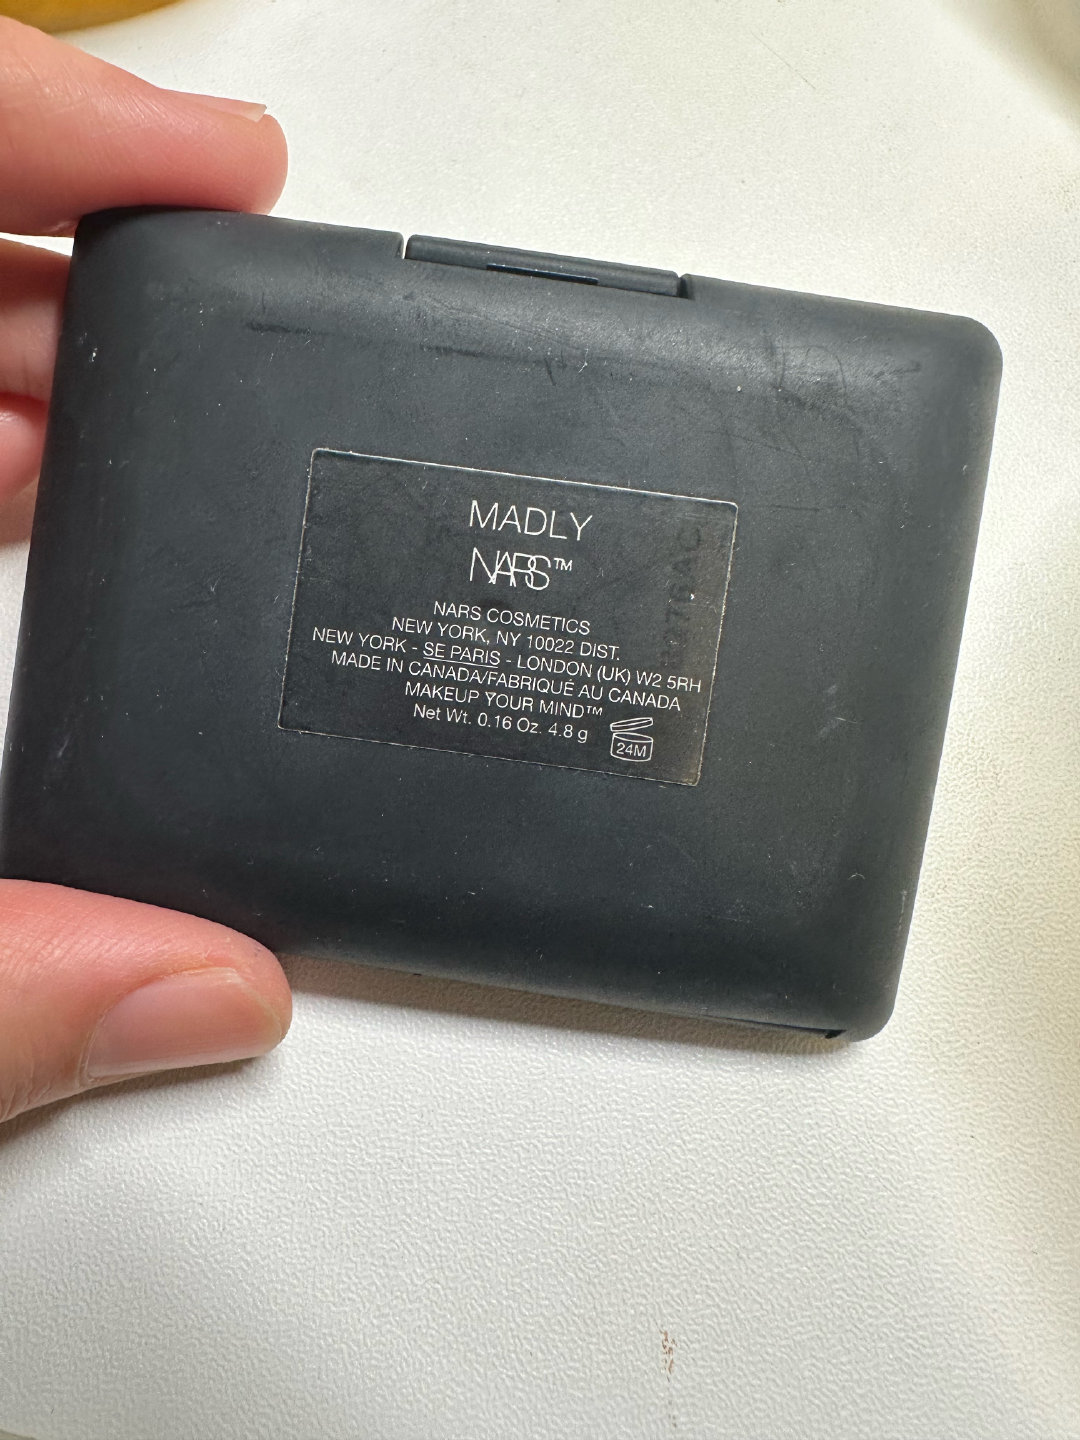 MADLY
NARS™
NARS COSMETICS
NEW YORK, NY 10022 DIST.
NEW YORK - SE PARIS - LONDON (UK) W2 5RH
MADE IN CANADA/FABRIQUÉ AU CANADA
MAKEUP YOUR MIND™
Net Wt. 0.16 Oz. 4.8 g
24M